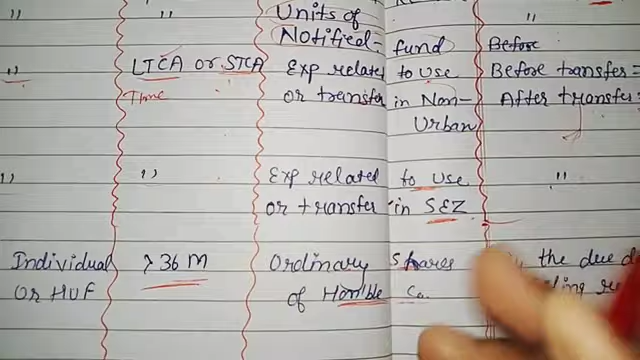 Units of
" " Notified- fund "
Before
" LTCA or STCA Exp related to use Before transfer=
Time or transfer in Non- After transfer=
Urban
" " Exp related to use "
or transfer in SEZ
Individual > 36 M Ordinary Shares the due d
Or HUF of Co.